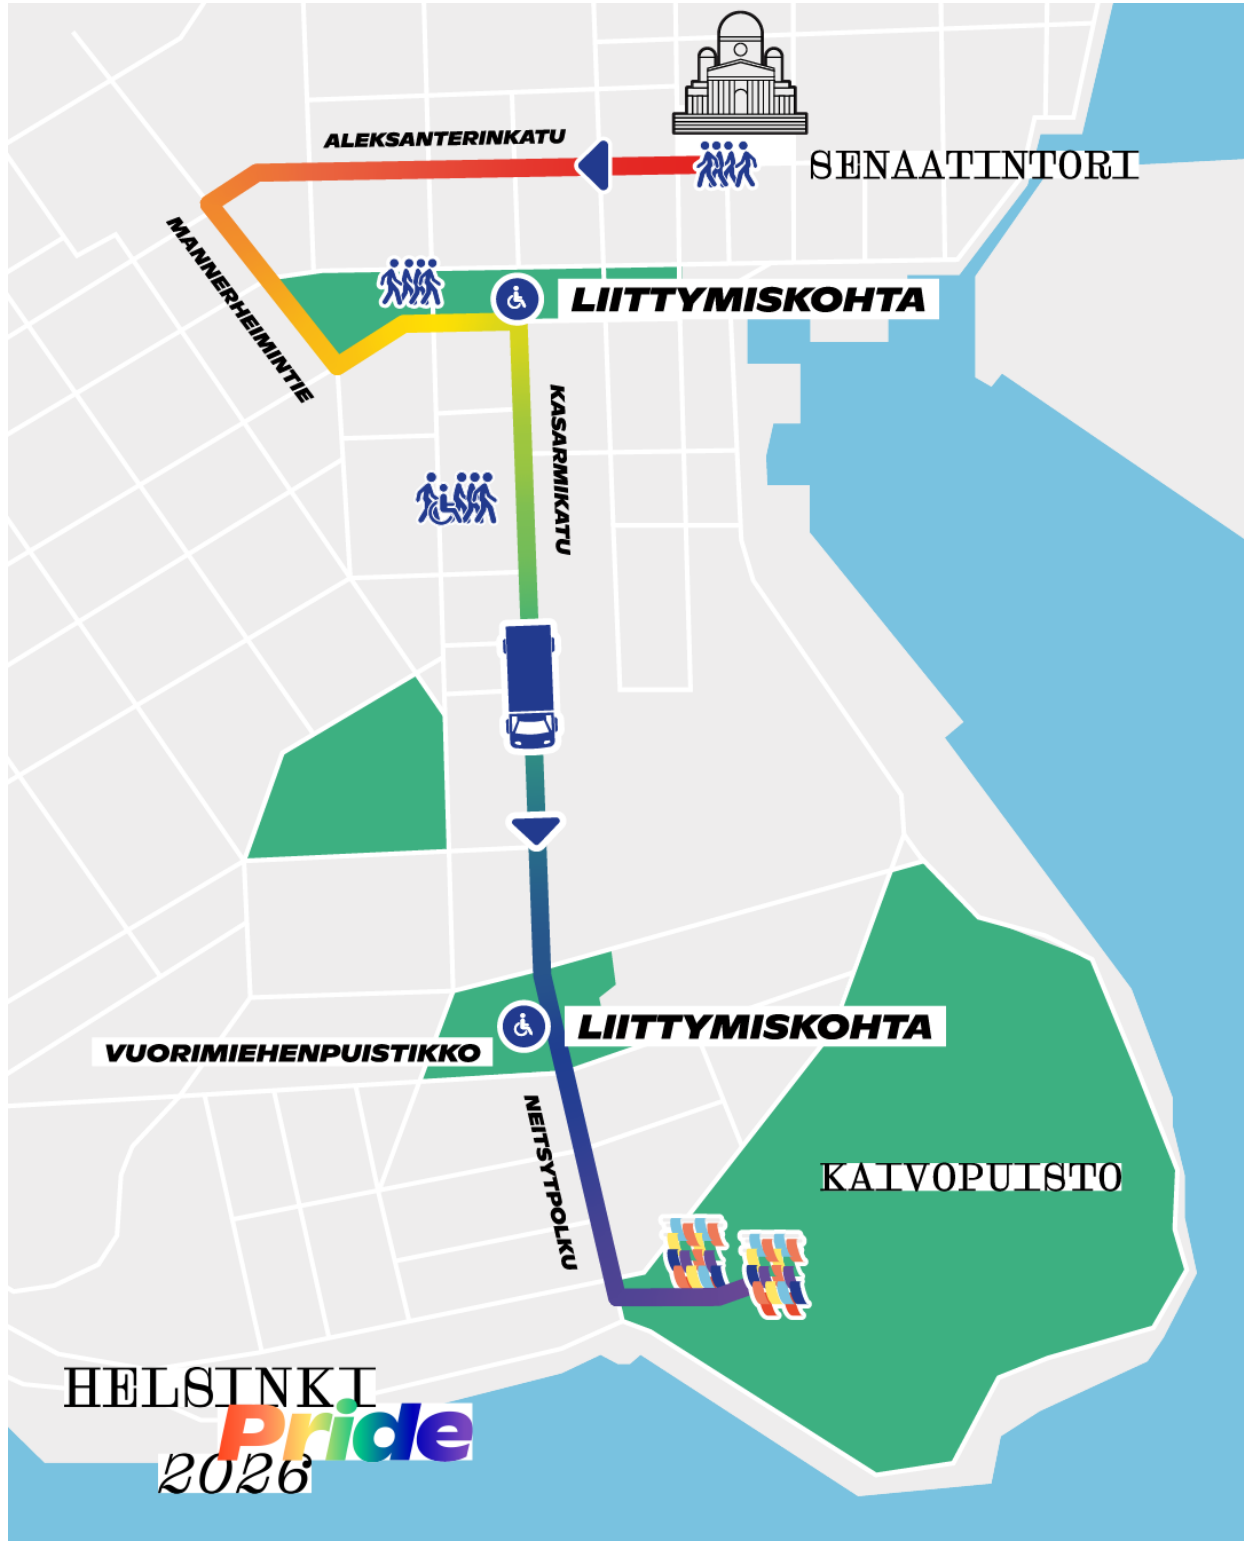 ALEKSANTERINKATU
SENAATINTORI
MANNERHEIMINTIE
LIITTYMISKOHTA
KASARMIKATU
LIITTYMISKOHTA
VUORIMIEHENPUISTIKKO
NEITSYTPOLKU
KAIVOPUISTO
HELSINKI
Pride
2026